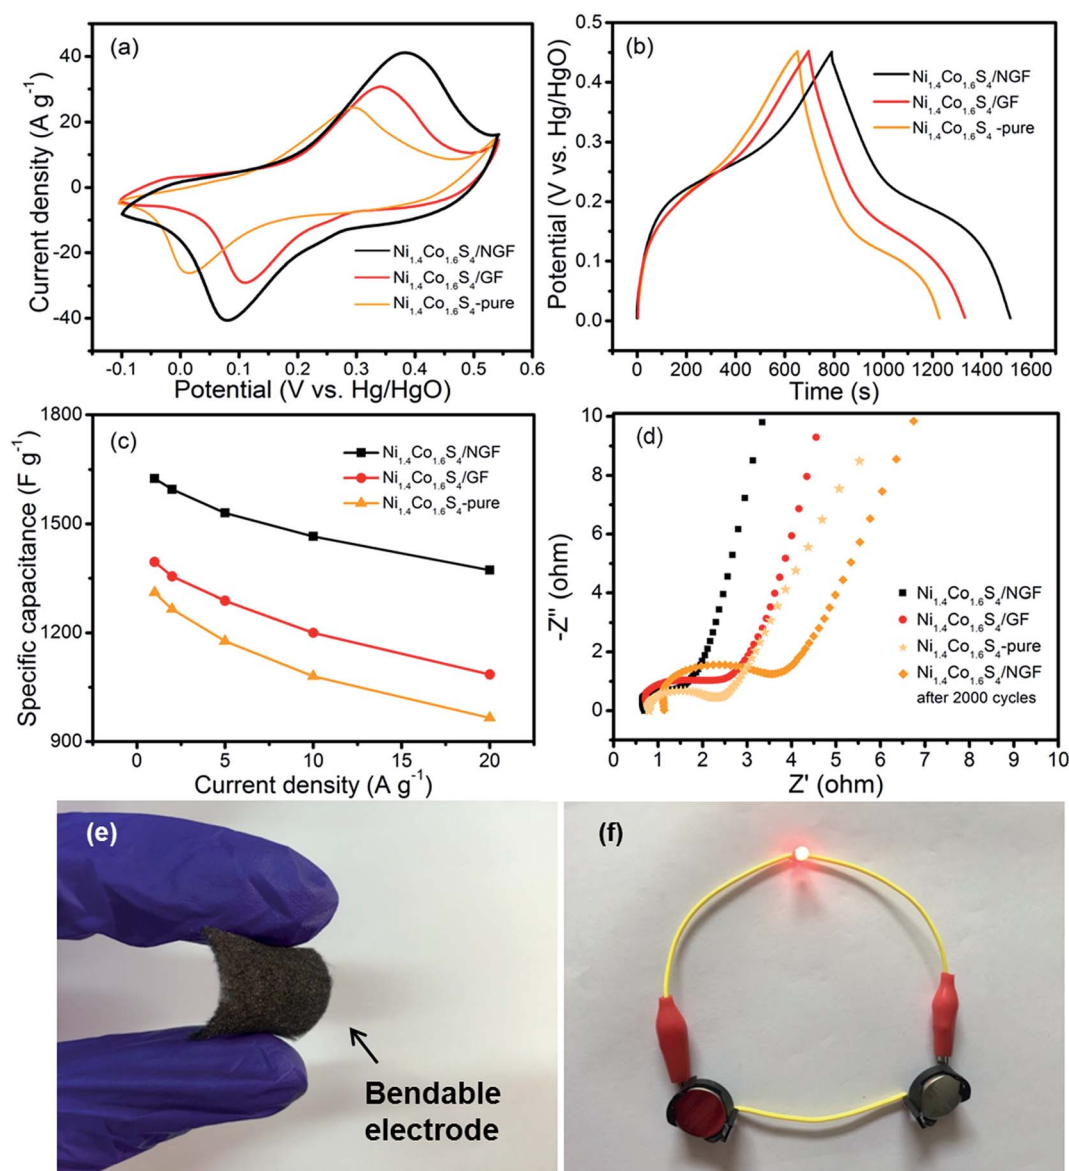 (a)
40
20
0
-20
-40
Current density (A g⁻¹)
Ni₁.₄Co₁.₆S₄/NGF
Ni₁.₄Co₁.₆S₄/GF
Ni₁.₄Co₁.₆S₄-pure
-0.1 0.0 0.1 0.2 0.3 0.4 0.5 0.6
Potential (V vs. Hg/HgO)
(b)
0.5
0.4
0.3
0.2
0.1
0.0
Potential (V vs. Hg/HgO)
Ni₁.₄Co₁.₆S₄/NGF
Ni₁.₄Co₁.₆S₄/GF
Ni₁.₄Co₁.₆S₄-pure
0 200 400 600 800 1000 1200 1400 1600
Time (s)
(c)
1800
1500
1200
900
Specific capacitance (F g⁻¹)
Ni₁.₄Co₁.₆S₄/NGF
Ni₁.₄Co₁.₆S₄/GF
Ni₁.₄Co₁.₆S₄-pure
0 5 10 15 20
Current density (A g⁻¹)
(d)
10
8
6
4
2
0
-Z'' (ohm)
Ni₁.₄Co₁.₆S₄/NGF
Ni₁.₄Co₁.₆S₄/GF
Ni₁.₄Co₁.₆S₄-pure
Ni₁.₄Co₁.₆S₄/NGF
after 2000 cycles
0 1 2 3 4 5 6 7 8 9 10
Z' (ohm)
(e)
Bendable
electrode
(f)